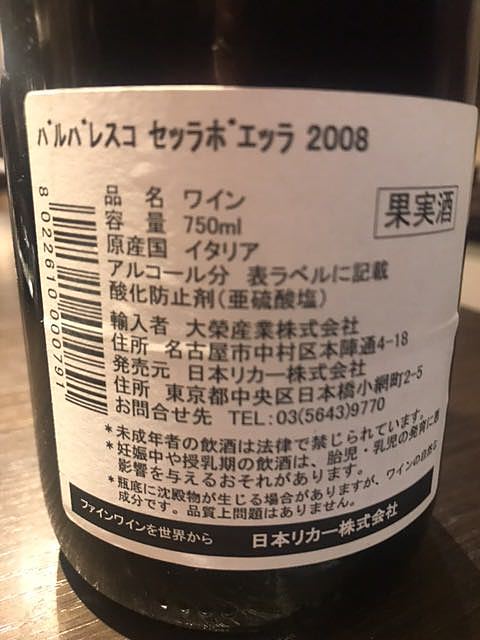 ﾊﾞﾙﾊﾞﾚｽｺ セッラボエッラ 2008
品 名 ワイン
果実酒
容 量 750ml
原産国 イタリア
アルコール分 表ラベルに記載
酸化防止剤(亜硫酸塩)
輸入者 大榮産業株式会社
住所 名古屋市中村区本陣通4-18
発売元 日本リカー株式会社
住所 東京都中央区日本橋小網町2-5
お問合せ先 TEL:03(5643)9770
*未成年者の飲酒は法律で禁じられています。
*妊娠中や授乳期の飲酒は、胎児・乳児の発育に悪
影響を与えるおそれがあります。
*瓶底に沈殿物が生じる場合がありますが、ワインの自然な
成分です。品質上問題はありません。
ファインワインを世界から 日本リカー株式会社
8 022610 000791